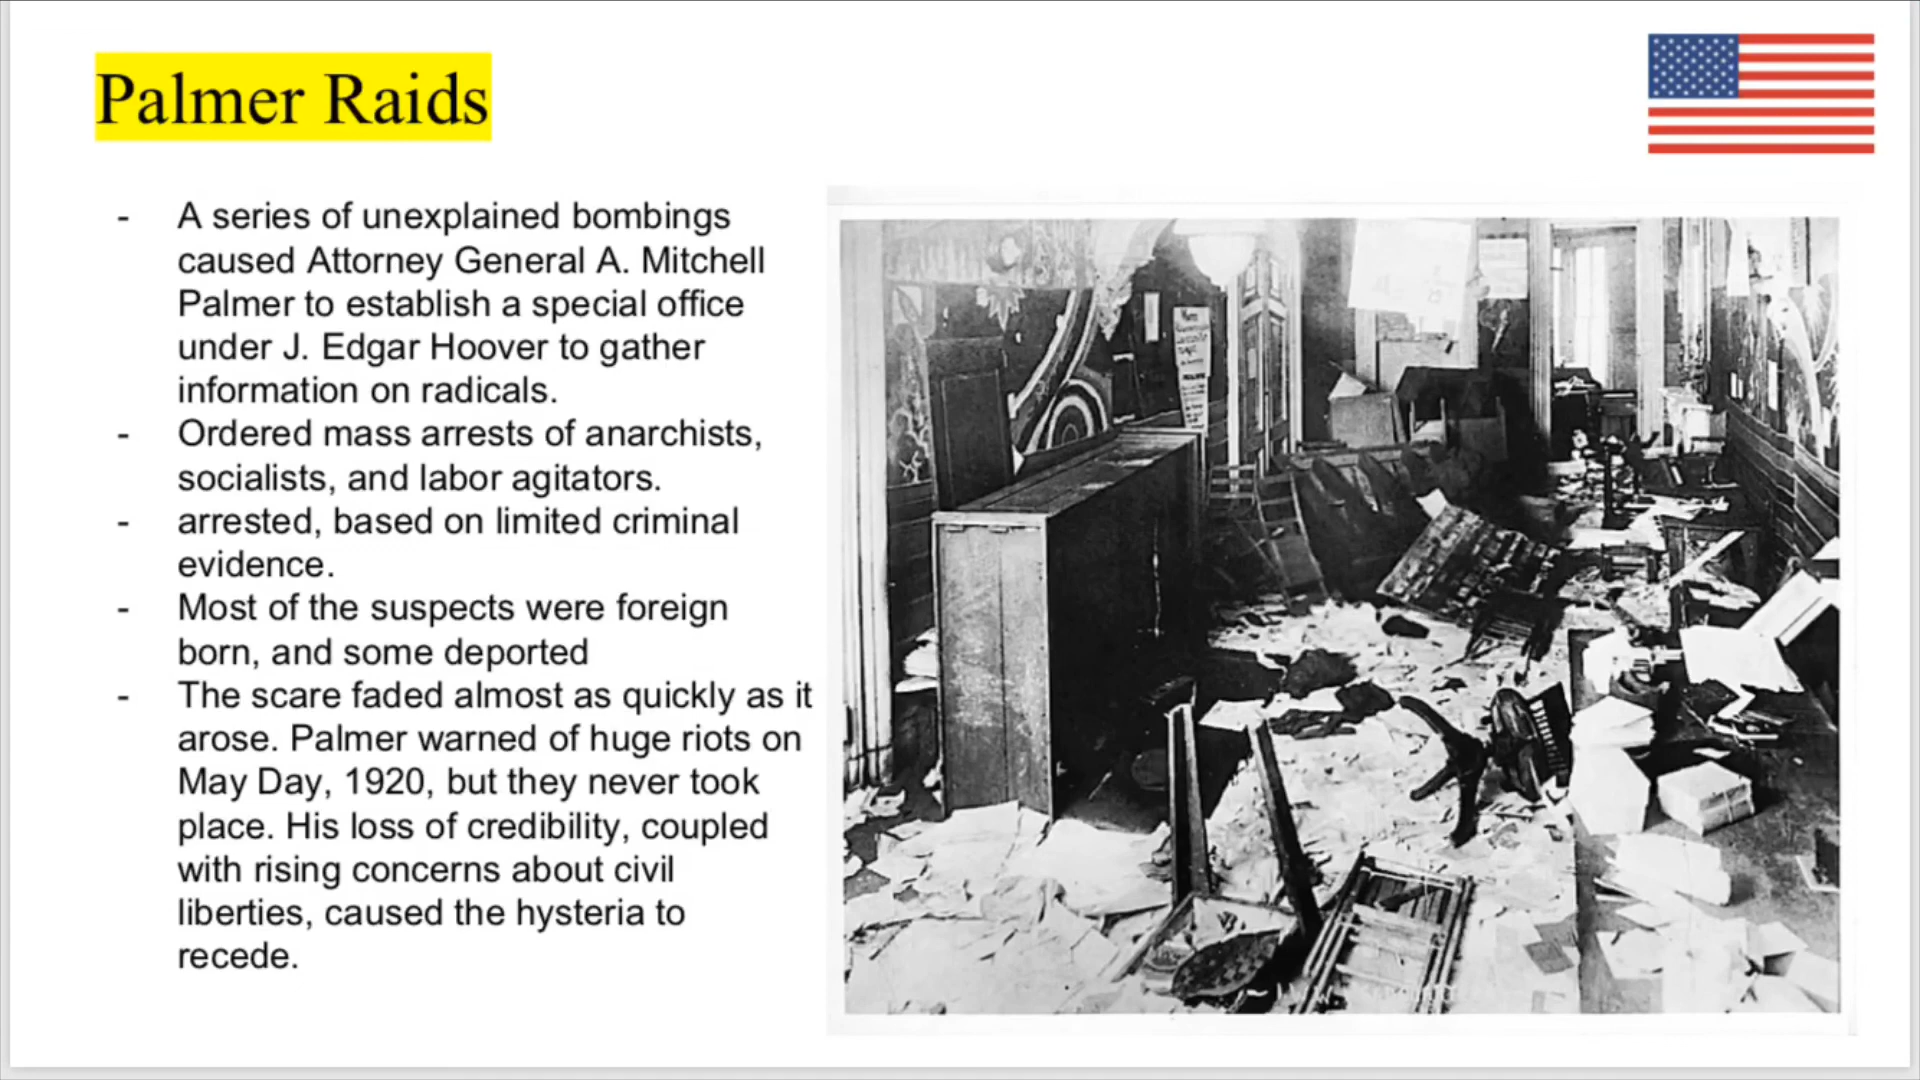 Palmer Raids
- A series of unexplained bombings
caused Attorney General A. Mitchell
Palmer to establish a special office
under J. Edgar Hoover to gather
information on radicals.
- Ordered mass arrests of anarchists,
socialists, and labor agitators.
- arrested, based on limited criminal
evidence.
- Most of the suspects were foreign
born, and some deported
- The scare faded almost as quickly as it
arose. Palmer warned of huge riots on
May Day, 1920, but they never took
place. His loss of credibility, coupled
with rising concerns about civil
liberties, caused the hysteria to
recede.